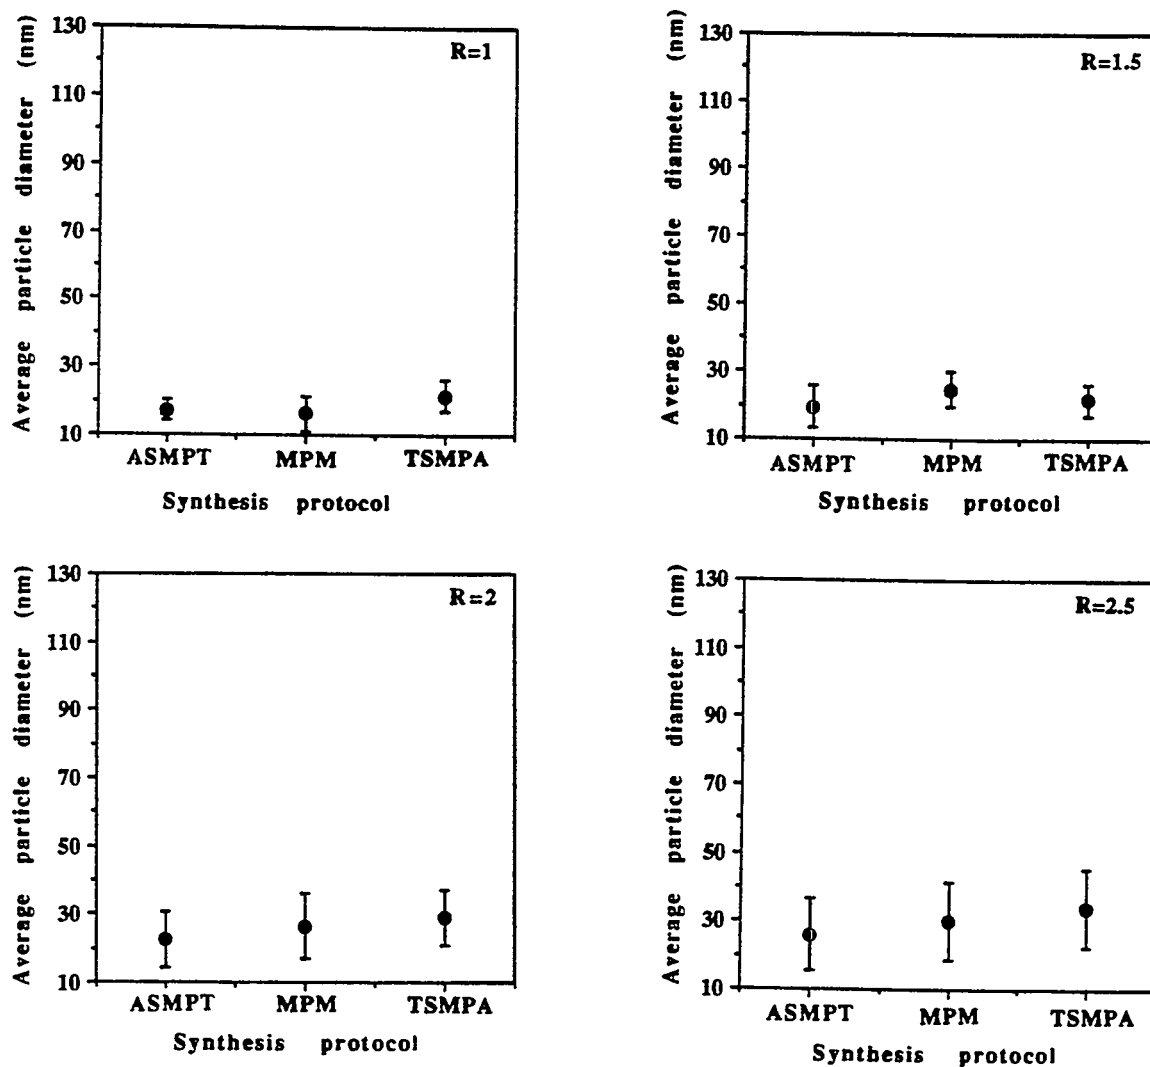 Average particle diameter (nm)
130
110
90
70
50
30
10
R=1
ASMPT MPM TSMPA
Synthesis protocol
Average particle diameter (nm)
130
110
90
70
50
30
10
R=1.5
ASMPT MPM TSMPA
Synthesis protocol
Average particle diameter (nm)
130
110
90
70
50
30
10
R=2
ASMPT MPM TSMPA
Synthesis protocol
Average particle diameter (nm)
130
110
90
70
50
30
10
R=2.5
ASMPT MPM TSMPA
Synthesis protocol